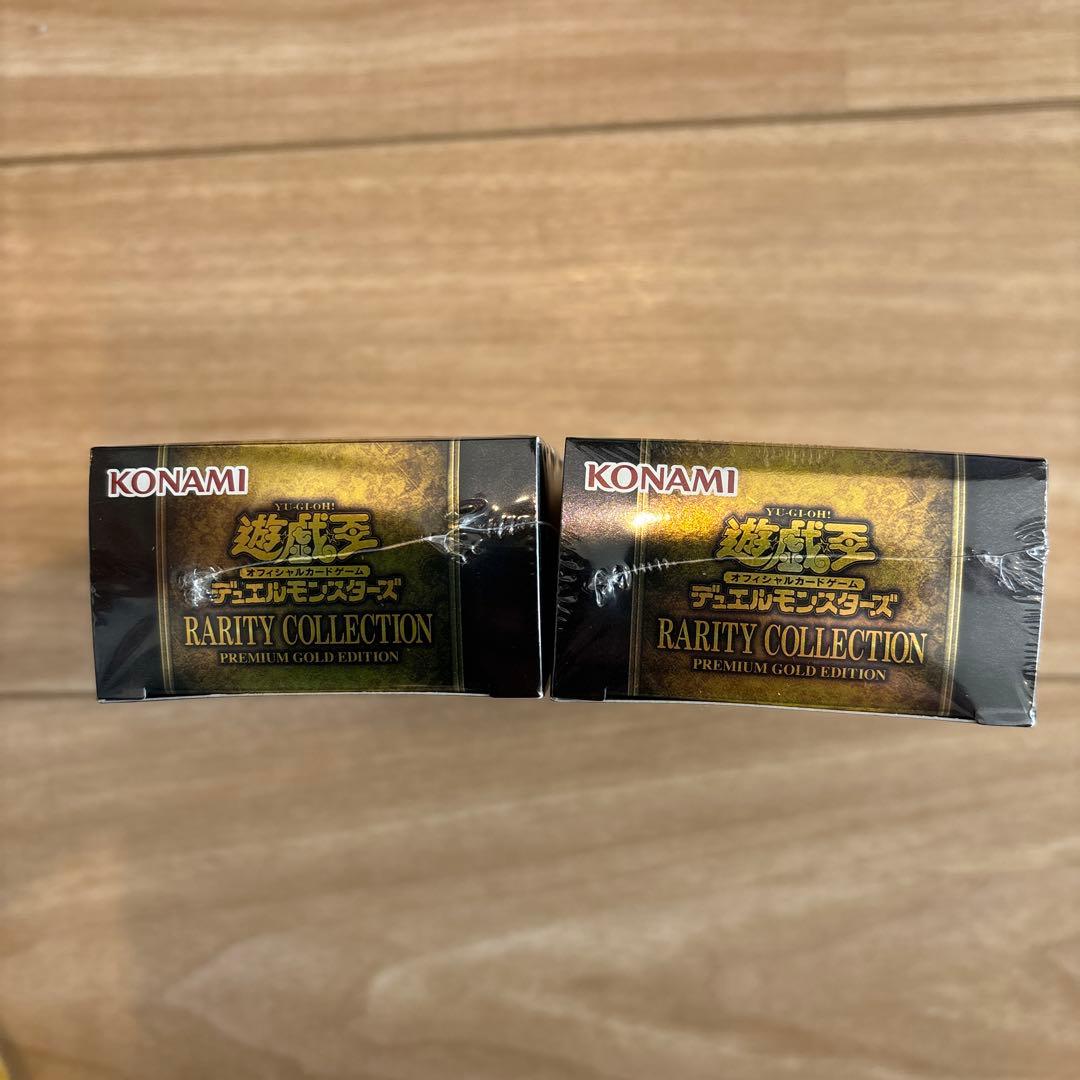 KONAMI
YU-GI-OH!
遊戯王
オフィシャルカードゲーム
デュエルモンスターズ
RARITY COLLECTION
PREMIUM GOLD EDITION
KONAMI
YU-GI-OH!
遊戯王
オフィシャルカードゲーム
デュエルモンスターズ
RARITY COLLECTION
PREMIUM GOLD EDITION